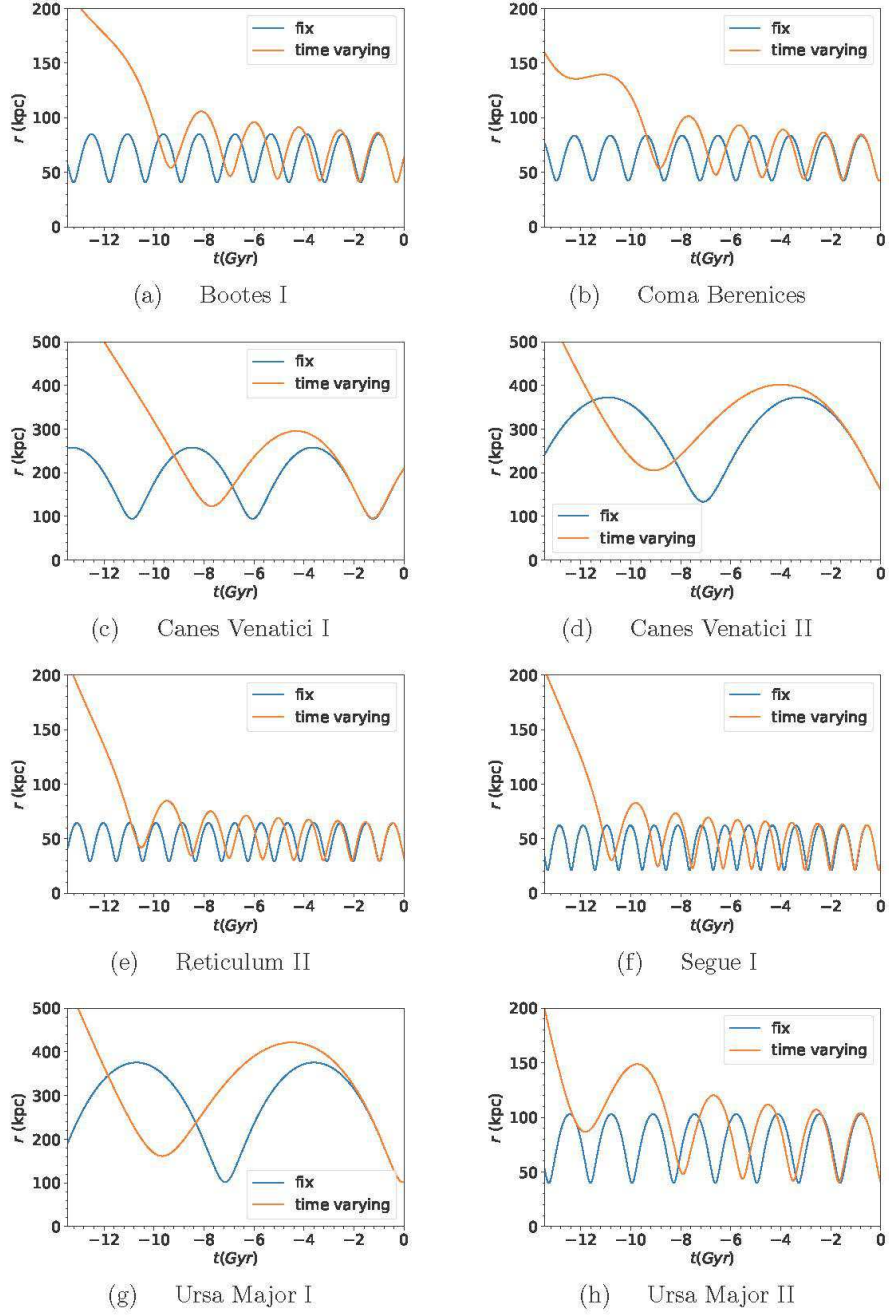 200
150
100
50
0
r (kpc)
fix
time varying
−12 −10 −8 −6 −4 −2 0
t(Gyr)
(a) Bootes I
200
150
100
50
0
r (kpc)
fix
time varying
−12 −10 −8 −6 −4 −2 0
t(Gyr)
(b) Coma Berenices
500
400
300
200
100
0
r (kpc)
fix
time varying
−12 −10 −8 −6 −4 −2 0
t(Gyr)
(c) Canes Venatici I
500
400
300
200
100
0
r (kpc)
fix
time varying
−12 −10 −8 −6 −4 −2 0
t(Gyr)
(d) Canes Venatici II
200
150
100
50
0
r (kpc)
fix
time varying
−12 −10 −8 −6 −4 −2 0
t(Gyr)
(e) Reticulum II
200
150
100
50
0
r (kpc)
fix
time varying
−12 −10 −8 −6 −4 −2 0
t(Gyr)
(f) Segue I
500
400
300
200
100
0
r (kpc)
fix
time varying
−12 −10 −8 −6 −4 −2 0
t(Gyr)
(g) Ursa Major I
200
150
100
50
0
r (kpc)
fix
time varying
−12 −10 −8 −6 −4 −2 0
t(Gyr)
(h) Ursa Major II